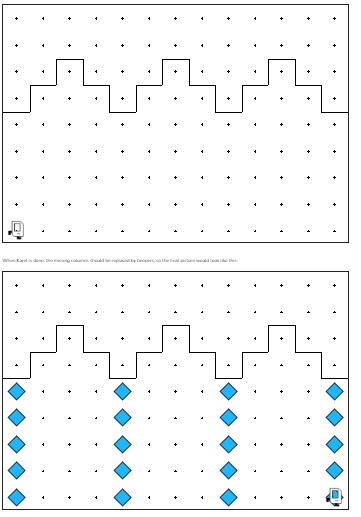 When Karel is done, the missing columns should be replaced by beepers, so the final picture would look like this: